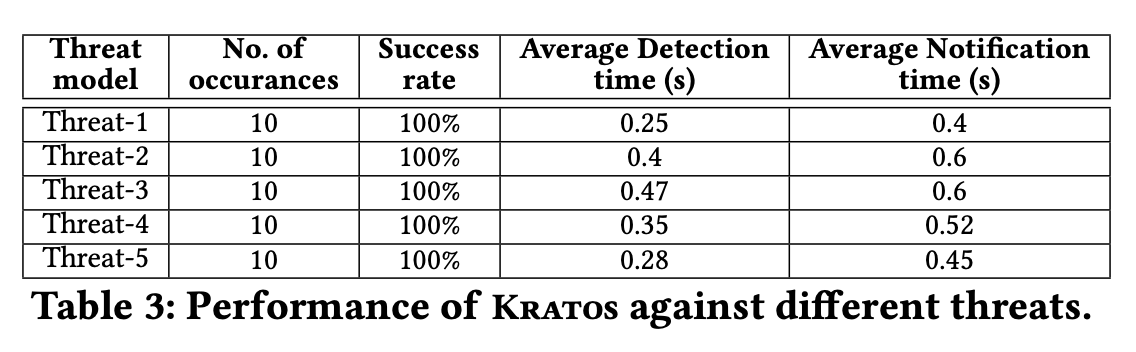 Threat model No. of occurances Success rate Average Detection time (s) Average Notification time (s)
Threat-1 10 100% 0.25 0.4
Threat-2 10 100% 0.4 0.6
Threat-3 10 100% 0.47 0.6
Threat-4 10 100% 0.35 0.52
Threat-5 10 100% 0.28 0.45
Table 3: Performance of KRATOS against different threats.